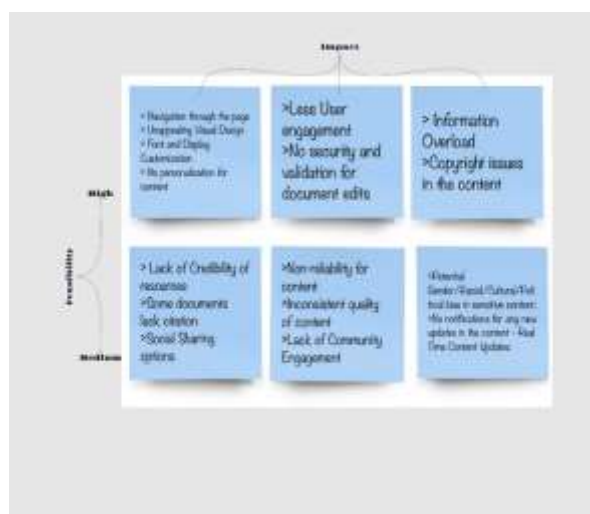 Impact
> Navigation through the page
> Unappealing Visual Design
> Font and Display
Customization
> No personalization for
content
>Less User
engagement
>No security and
validation for
document edits
> Information
Overload
>Copyright issues
in the content
High
Feasibility
Medium
> Lack of Credibility of
resources
>Some documents
lack citation
>Social Sharing
options
>Non-reliability for
content
>Inconsistent quality
of content
>Lack of Community
Engagement
>Potential
Gender/Racial/Cultural/Poli
tical bias in sensitive content
>No notifications for any new
updates in the content - Real
Time Content Updates